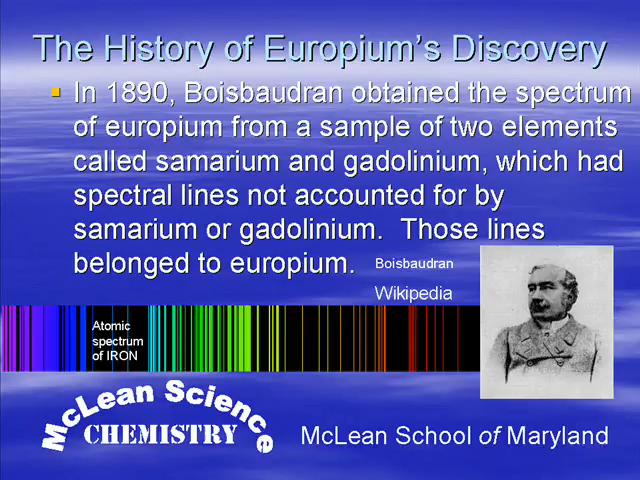 The History of Europium's Discovery
In 1890, Boisbaudran obtained the spectrum
of europium from a sample of two elements
called samarium and gadolinium, which had
spectral lines not accounted for by
samarium or gadolinium.  Those lines
belonged to europium.
Boisbaudran
Wikipedia
Atomic
spectrum
of IRON
McLean Science
CHEMISTRY
McLean School of Maryland